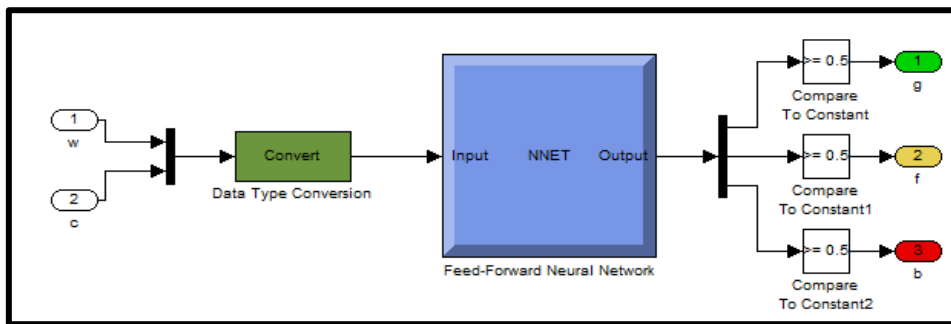 1
w
2
c
Convert
Data Type Conversion
Input NNET Output
Feed-Forward Neural Network
>= 0.5
Compare
To Constant
1
g
>= 0.5
Compare
To Constant1
2
f
>= 0.5
Compare
To Constant2
3
b